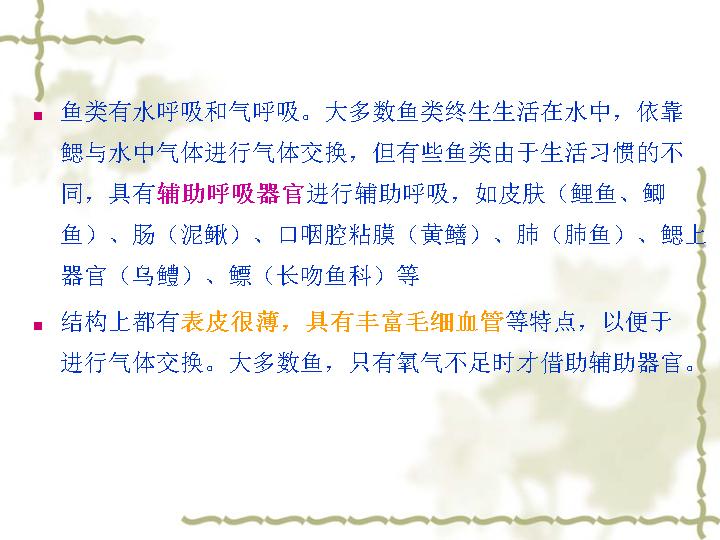 鱼类有水呼吸和气呼吸。大多数鱼类终生生活在水中，依靠
鳃与水中气体进行气体交换，但有些鱼类由于生活习惯的不
同，具有辅助呼吸器官进行辅助呼吸，如皮肤（鲤鱼、鲫
鱼）、肠（泥鳅）、口咽腔粘膜（黄鳝）、肺（肺鱼）、鳃上
器官（乌鳢）、鳔（长吻鱼科）等
结构上都有表皮很薄，具有丰富毛细血管等特点，以便于
进行气体交换。大多数鱼，只有氧气不足时才借助辅助器官。